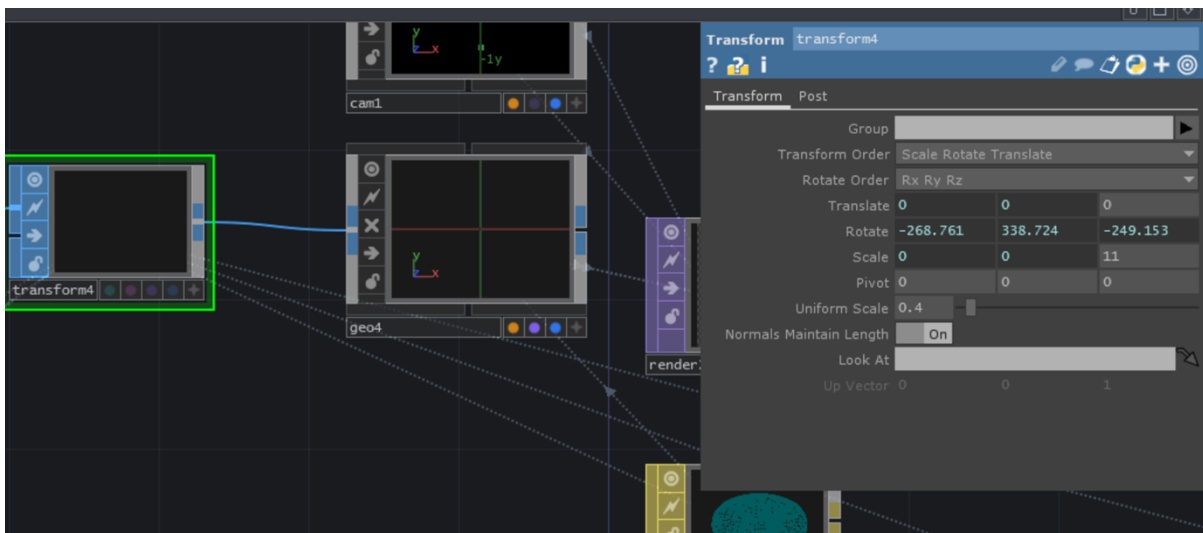 y
x
z
-1y
cam1
transform4
y
x
z
geo4
Transform transform4
? ? i
Transform Post
Group
Transform Order Scale Rotate Translate
Rotate Order Rx Ry Rz
Translate 0 0 0
Rotate -268.761 338.724 -249.153
Scale 0 0 11
Pivot 0 0 0
Uniform Scale 0.4
Normals Maintain Length On
Look At
Up Vector 0 0 1